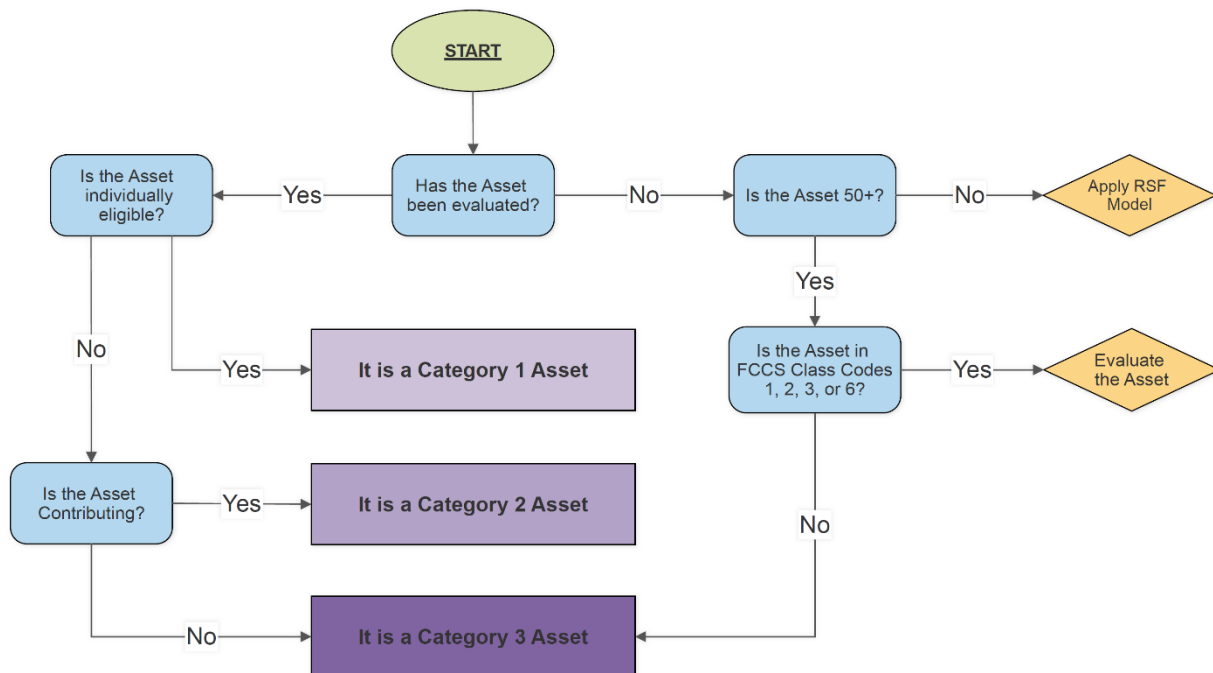 START
Is the Asset
individually
eligible?
Yes
Has the Asset
been evaluated?
No
Is the Asset 50+?
No
Apply RSF
Model
Yes
No
Yes
It is a Category 1 Asset
Is the Asset in
FCCS Class Codes
1, 2, 3, or 6?
Yes
Evaluate
the Asset
Is the Asset
Contributing?
Yes
It is a Category 2 Asset
No
No
It is a Category 3 Asset